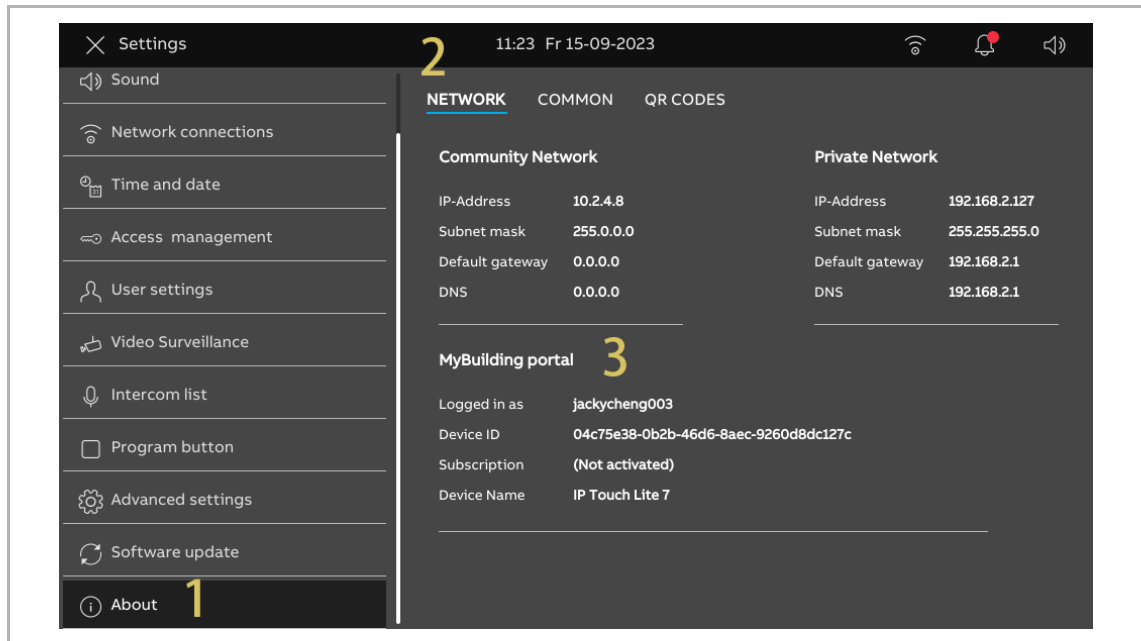 Settings
11:23 Fr 15-09-2023
Sound
Network connections
Time and date
Access management
User settings
Video Surveillance
Intercom list
Program button
Advanced settings
Software update
About
1
2
NETWORK COMMON QR CODES
Community Network
IP-Address 10.2.4.8
Subnet mask 255.0.0.0
Default gateway 0.0.0.0
DNS 0.0.0.0
Private Network
IP-Address 192.168.2.127
Subnet mask 255.255.255.0
Default gateway 192.168.2.1
DNS 192.168.2.1
MyBuilding portal 3
Logged in as jackycheng003
Device ID 04c75e38-0b2b-46d6-8aec-9260d8dc127c
Subscription (Not activated)
Device Name IP Touch Lite 7